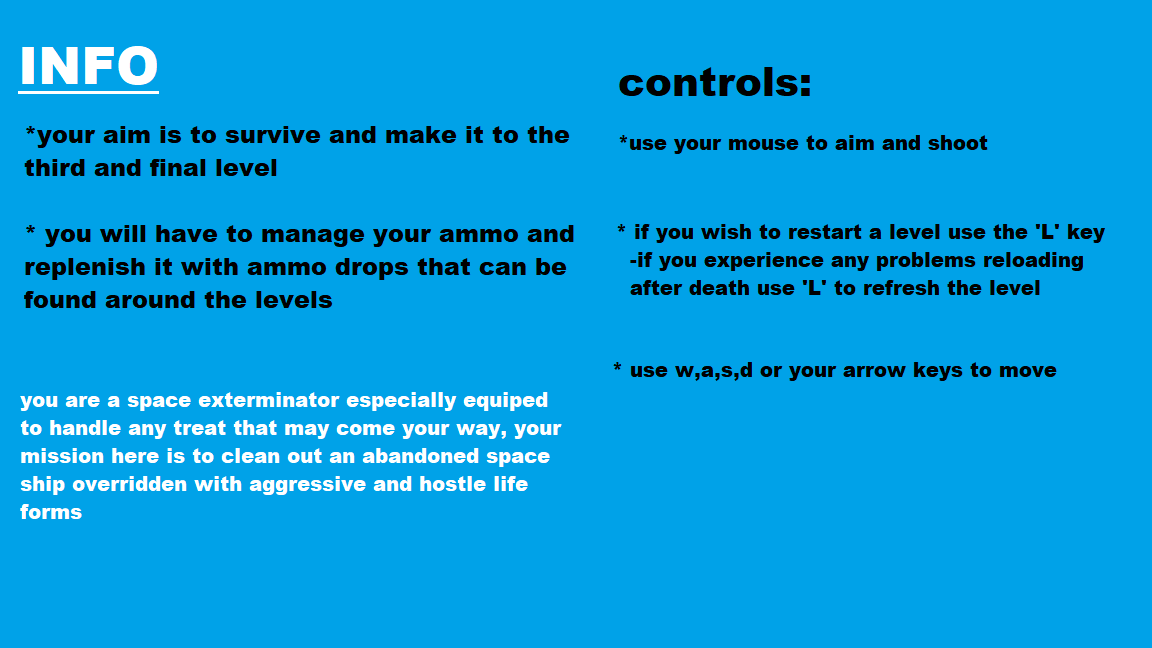 INFO
*your aim is to survive and make it to the
third and final level
* you will have to manage your ammo and
replenish it with ammo drops that can be
found around the levels
you are a space exterminator especially equiped
to handle any treat that may come your way, your
mission here is to clean out an abandoned space
ship overridden with aggressive and hostle life
forms
controls:
*use your mouse to aim and shoot
* if you wish to restart a level use the 'L' key
-if you experience any problems reloading
after death use 'L' to refresh the level
* use w,a,s,d or your arrow keys to move